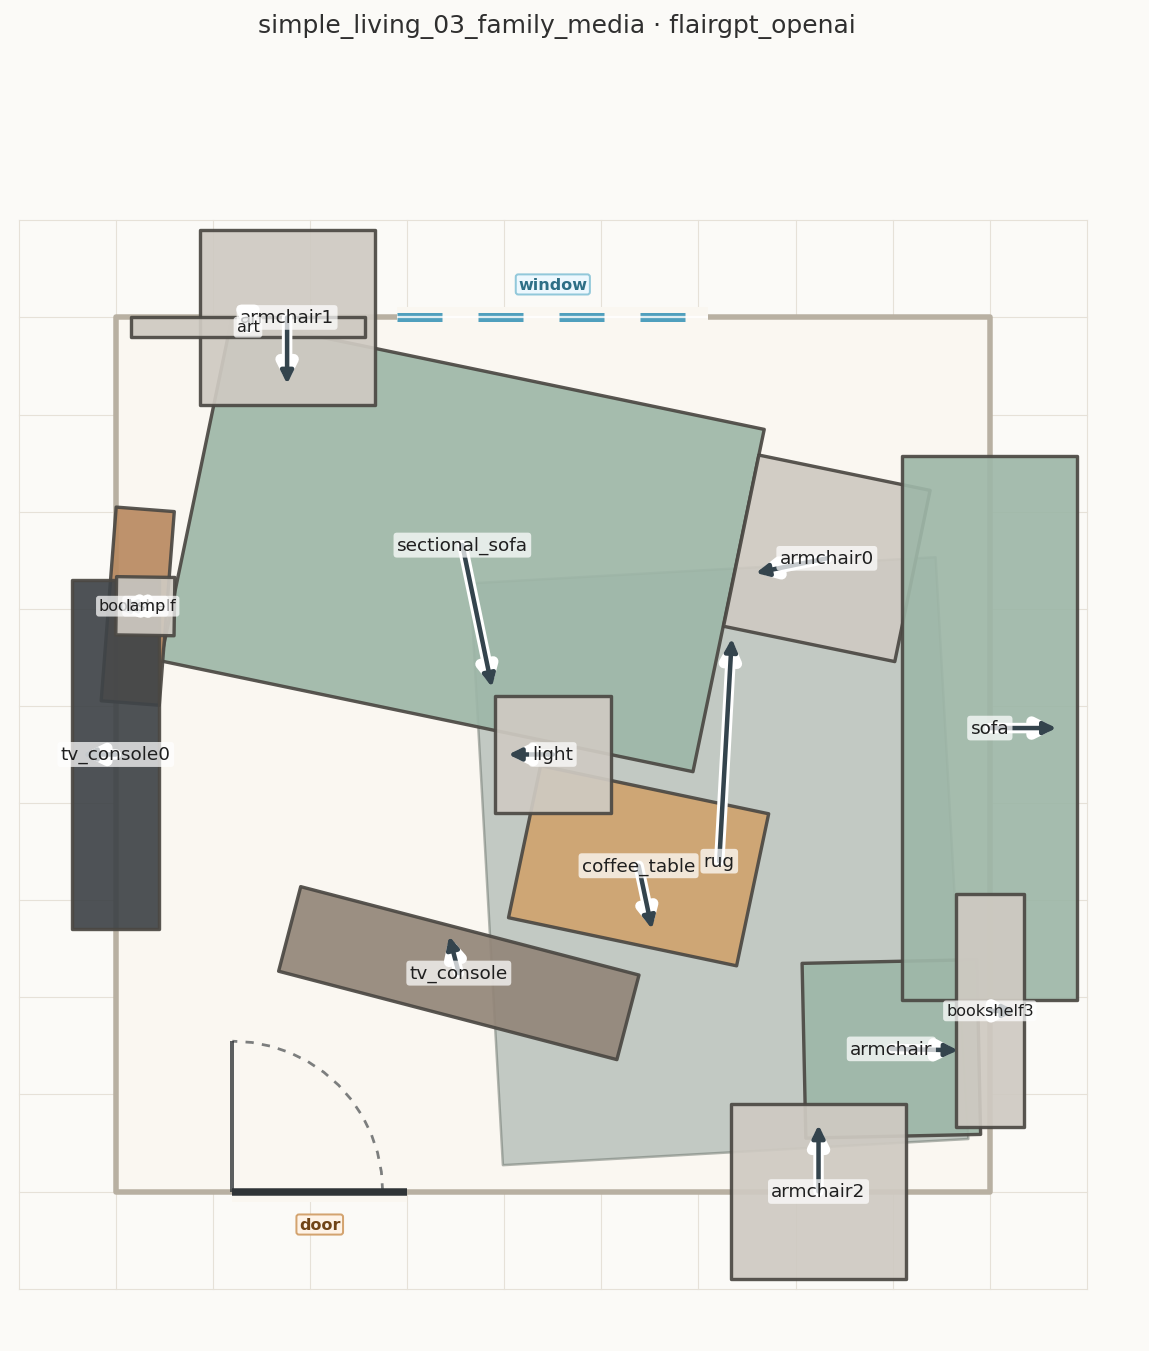 simple_living_03_family_media · flairgpt_openai
window
armchair1
art
sectional_sofa
armchair0
lamp
sofa
tv_console0
light
coffee_table
rug
tv_console
bookshelf3
armchair
armchair2
door